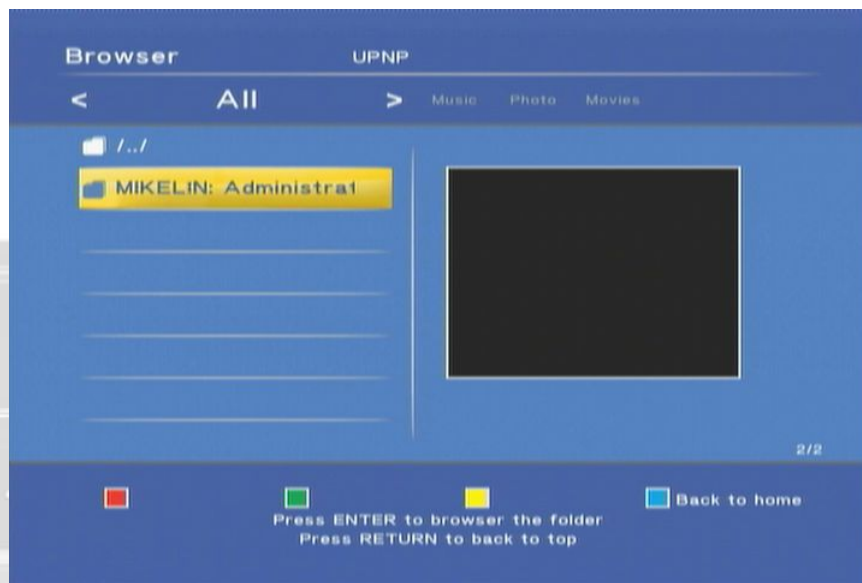 Browser UPNP
< All > Music Photo Movies
/../
MIKELIN: Administrat
2/2
Back to home
Press ENTER to browser the folder
Press RETURN to back to top